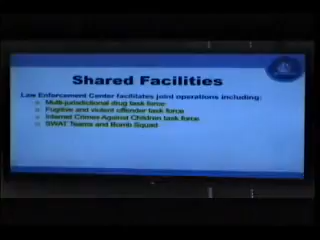 Shared Facilities
Law Enforcement Center facilitates joint operations including:
Multi-jurisdictional drug task force
Fugitive and violent offender task force
Internet Crimes Against Children task force
SWAT Teams and Bomb Squad